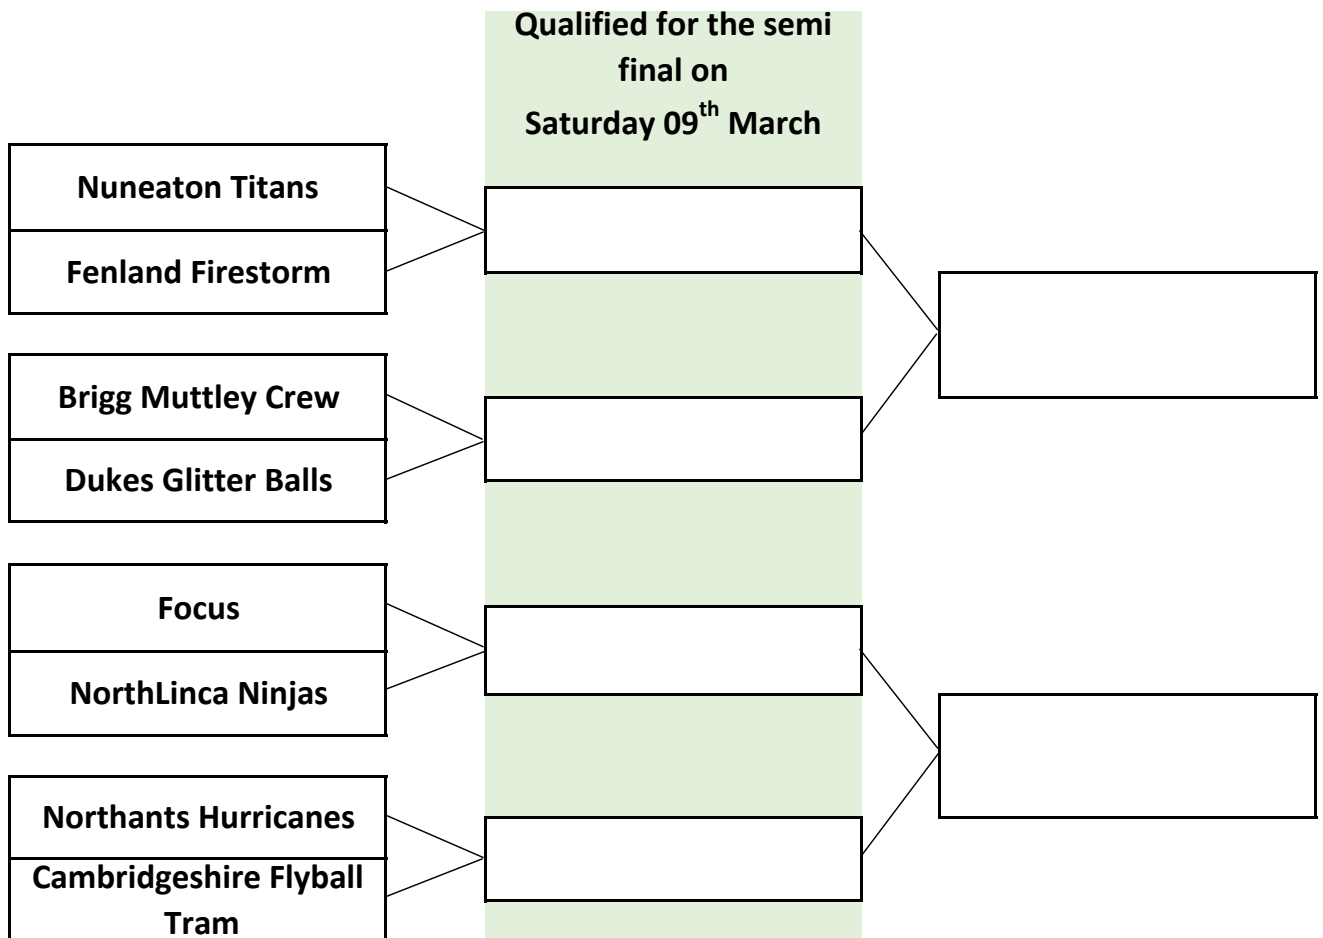 Qualified for the semi
final on
Saturday 09th March
Nuneaton Titans
Fenland Firestorm
Brigg Muttley Crew
Dukes Glitter Balls
Focus
NorthLinca Ninjas
Northants Hurricanes
Cambridgeshire Flyball
Tram